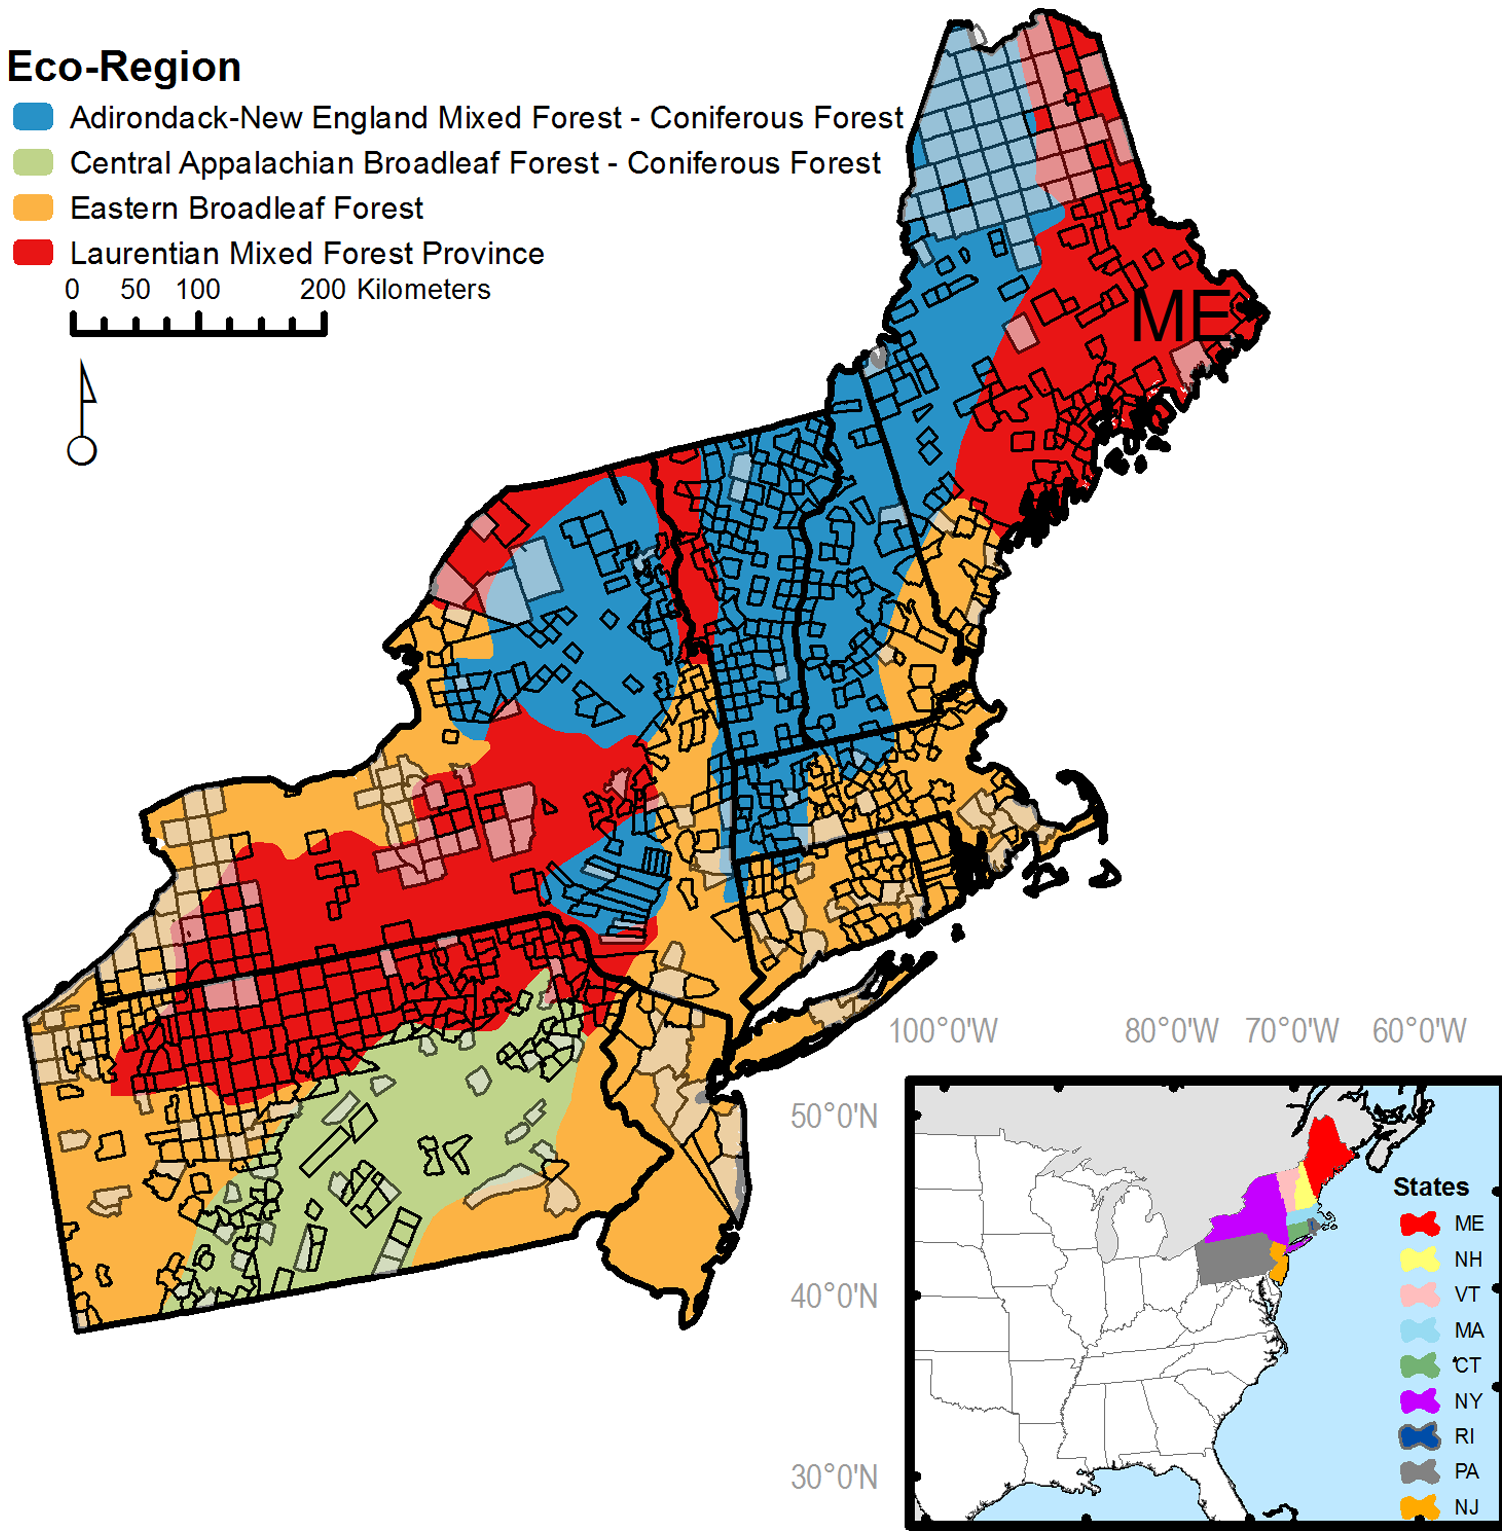 Eco-Region
Adirondack-New England Mixed Forest - Coniferous Forest
Central Appalachian Broadleaf Forest - Coniferous Forest
Eastern Broadleaf Forest
Laurentian Mixed Forest Province
0 50 100 200 Kilometers
ME
100°0'W 80°0'W 70°0'W 60°0'W
50°0'N
40°0'N
30°0'N
States
ME
NH
VT
MA
CT
NY
RI
PA
NJ